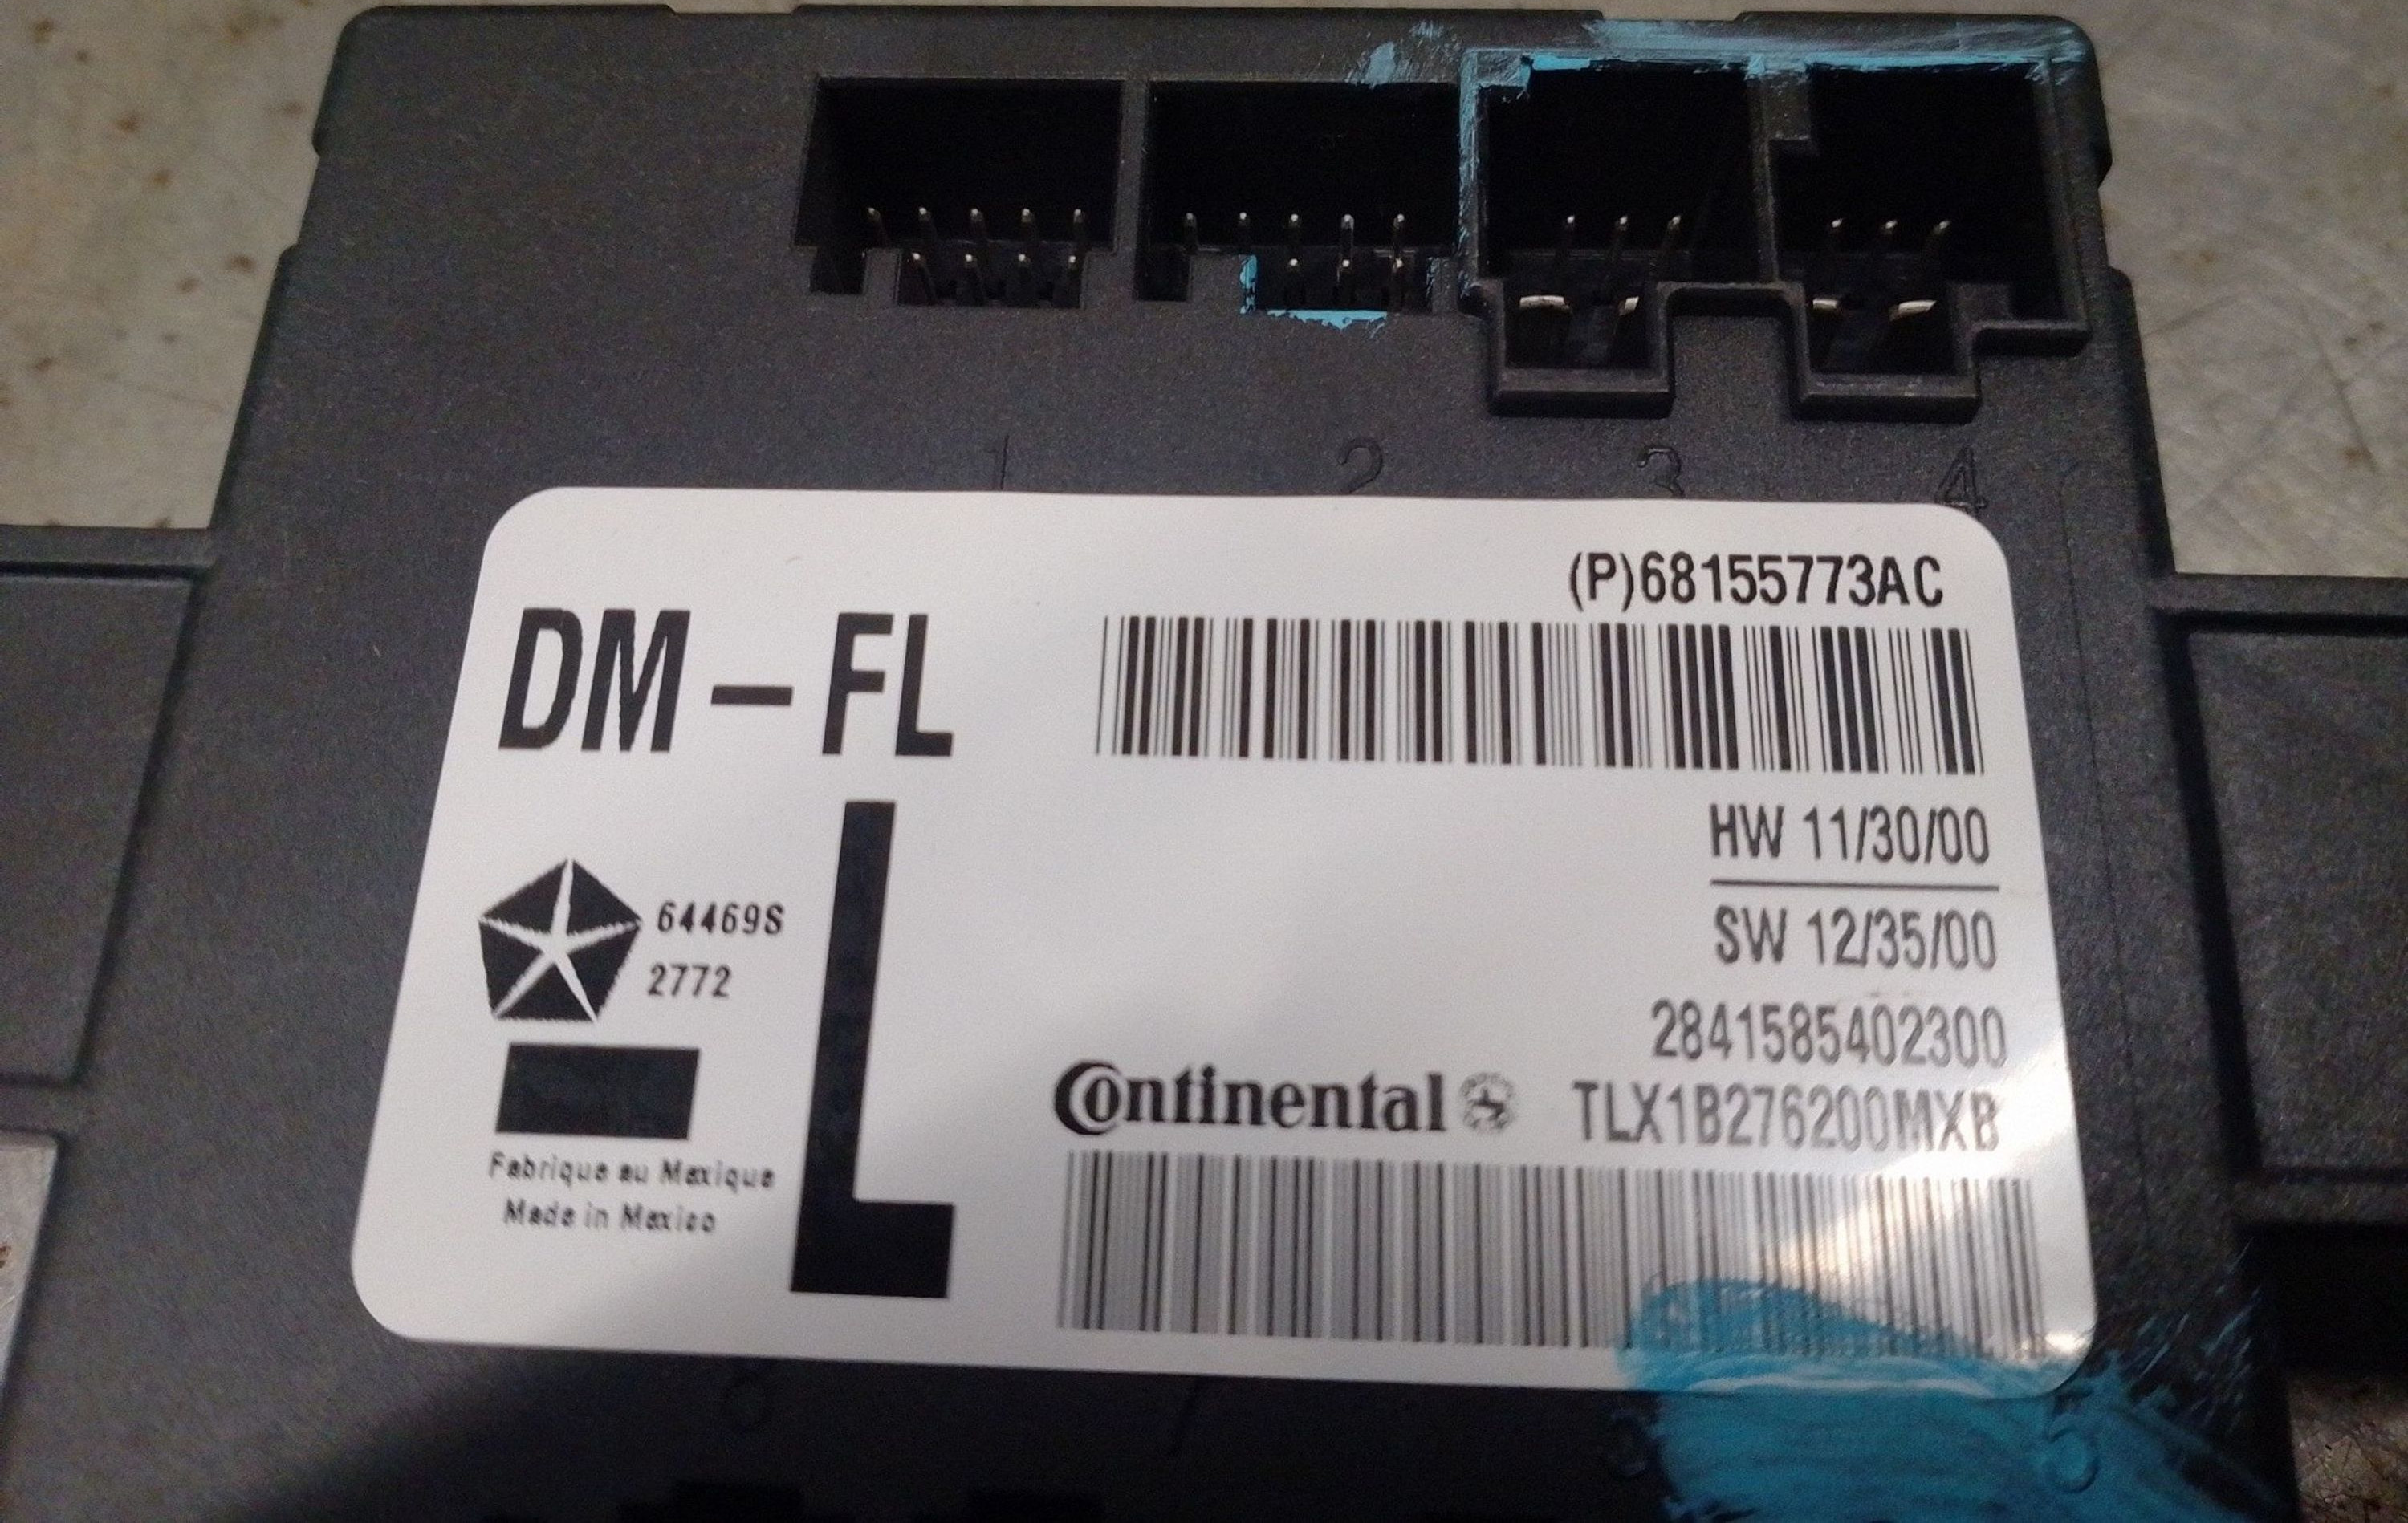 1 2 3 4
(P)68155773AC
DM-FL
HW 11/30/00
SW 12/35/00
64469S
2772
L
2841585402300
Continental TLX1B276200MXB
Fabrique au Mexique
Made in Mexico